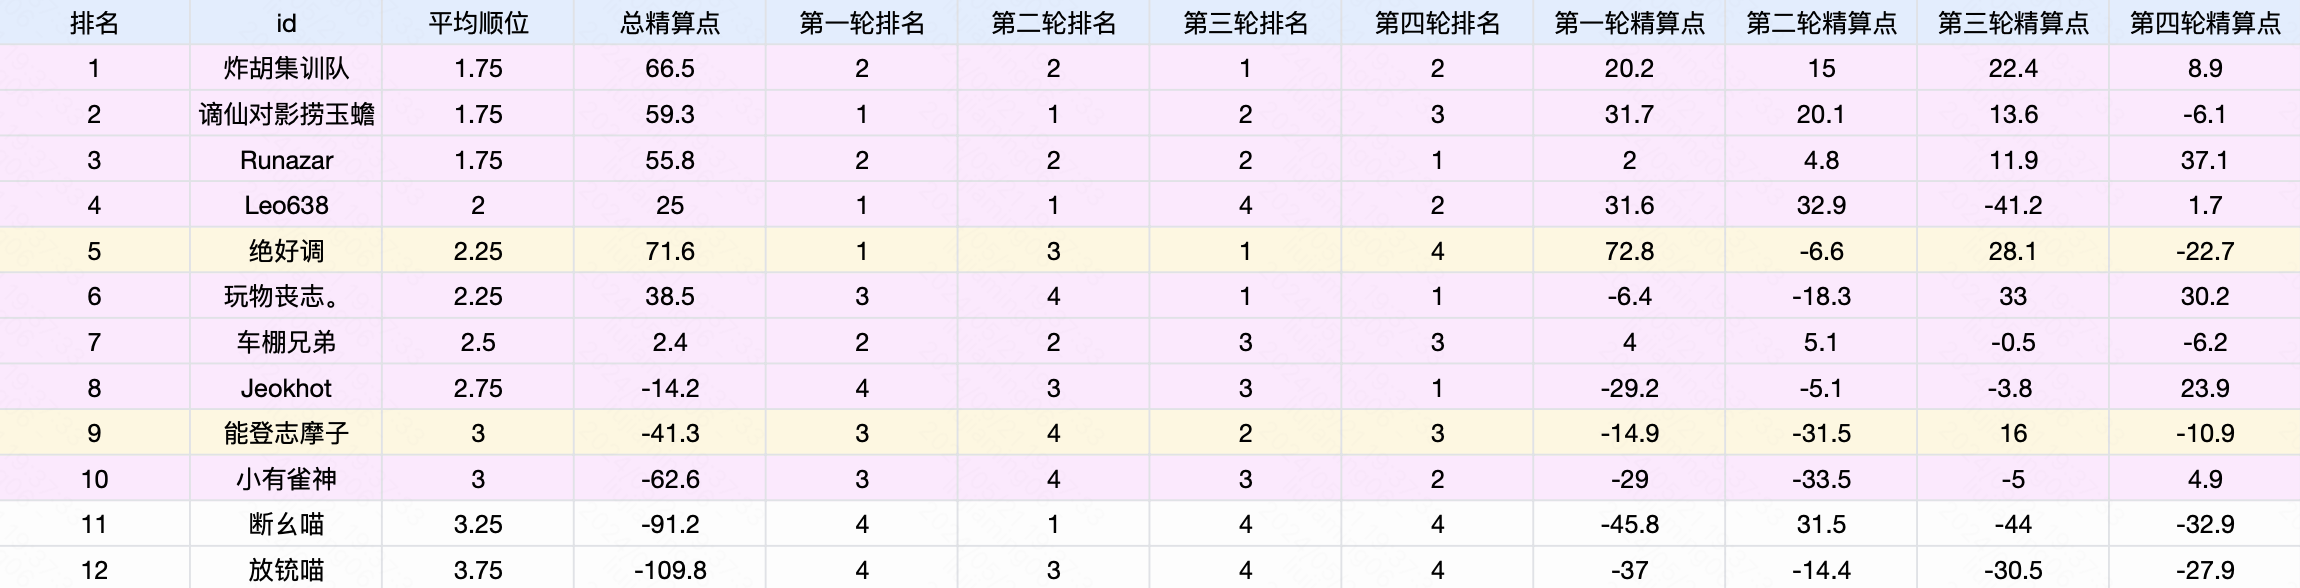 排名 id 平均顺位 总精算点 第一轮排名 第二轮排名 第三轮排名 第四轮排名 第一轮精算点 第二轮精算点 第三轮精算点 第四轮精算点
1 炸胡集训队 1.75 66.5 2 2 1 2 20.2 15 22.4 8.9
2 谪仙对影捞玉蟾 1.75 59.3 1 1 2 3 31.7 20.1 13.6 -6.1
3 Runazar 1.75 55.8 2 2 2 1 2 4.8 11.9 37.1
4 Leo638 2 25 1 1 4 2 31.6 32.9 -41.2 1.7
5 绝好调 2.25 71.6 1 3 1 4 72.8 -6.6 28.1 -22.7
6 玩物丧志。 2.25 38.5 3 4 1 1 -6.4 -18.3 33 30.2
7 车棚兄弟 2.5 2.4 2 2 3 3 4 5.1 -0.5 -6.2
8 Jeokhot 2.75 -14.2 4 3 3 1 -29.2 -5.1 -3.8 23.9
9 能登志摩子 3 -41.3 3 4 2 3 -14.9 -31.5 16 -10.9
10 小有雀神 3 -62.6 3 4 3 2 -29 -33.5 -5 4.9
11 断幺喵 3.25 -91.2 4 1 4 4 -45.8 31.5 -44 -32.9
12 放铳喵 3.75 -109.8 4 3 4 4 -37 -14.4 -30.5 -27.9